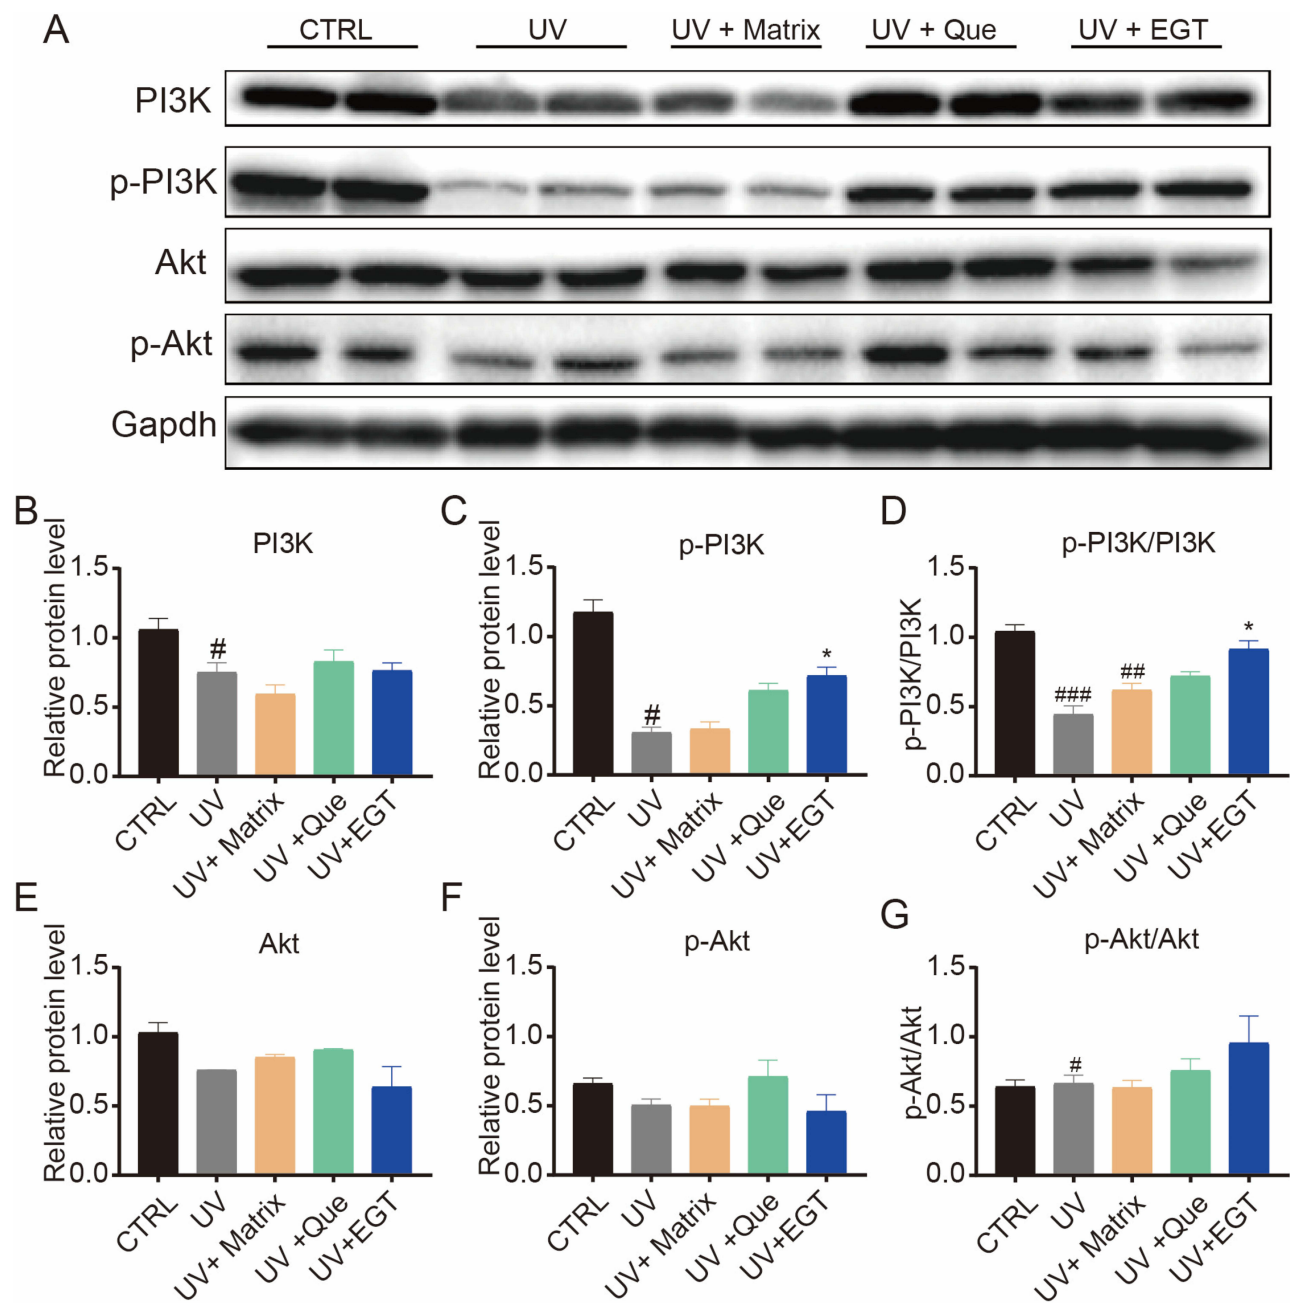 A
CTRL
UV
UV + Matrix
UV + Que
UV + EGT
PI3K
p-PI3K
Akt
p-Akt
Gapdh
B
PI3K
Relative protein level
1.5
1.0
0.5
0.0
#
CTRL
UV
UV+ Matrix
UV +Que
UV+EGT
C
p-PI3K
Relative protein level
1.5
1.0
0.5
0.0
#
*
CTRL
UV
UV+ Matrix
UV +Que
UV+EGT
D
p-PI3K/PI3K
p-PI3K/PI3K
1.5
1.0
0.5
0.0
###
##
*
CTRL
UV
UV+ Matrix
UV +Que
UV+EGT
E
Akt
Relative protein level
1.5
1.0
0.5
0.0
CTRL
UV
UV+ Matrix
UV +Que
UV+EGT
F
p-Akt
Relative protein level
1.5
1.0
0.5
0.0
CTRL
UV
UV+ Matrix
UV +Que
UV+EGT
G
p-Akt/Akt
p-Akt/Akt
1.5
1.0
0.5
0.0
#
CTRL
UV
UV+ Matrix
UV +Que
UV+EGT